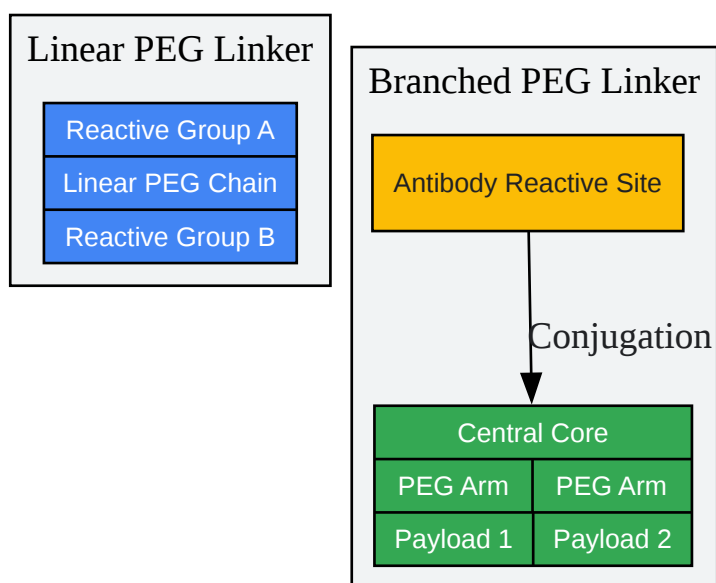 Linear PEG Linker
Reactive Group A
Linear PEG Chain
Reactive Group B
Branched PEG Linker
Antibody Reactive Site
Conjugation
Central Core
PEG Arm PEG Arm
Payload 1 Payload 2